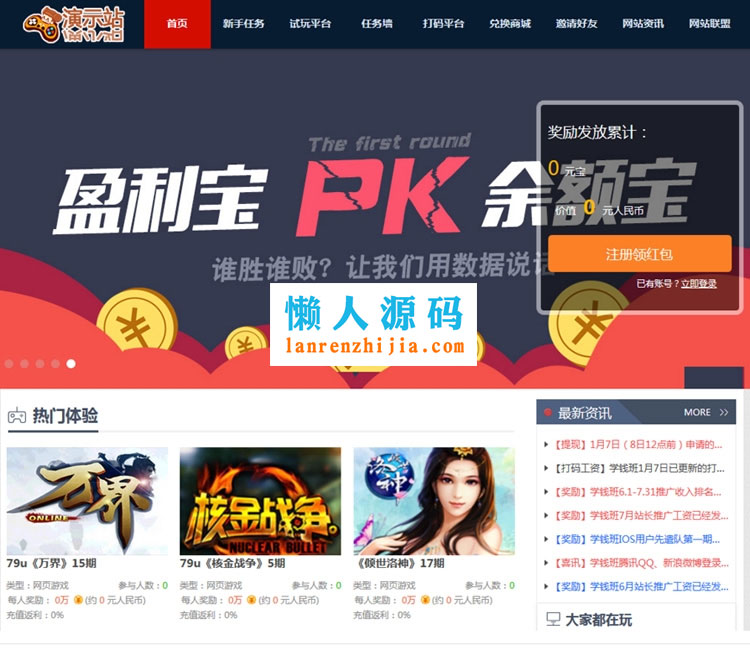 演示站
首页 新手任务 试玩平台 任务墙 打码平台 兑换商城 邀请好友 网站资讯 网站联盟
The first round
盈利宝 PK 余额宝
谁胜谁败？让我们用数据说话
奖励发放累计：
0 元宝
价值 0 元人民币
注册领红包
已有账号？立即登录
懒人源码
lanrenzhijia.com
热门体验
万界
ONLINE
79u《万界》15期
类型：网页游戏 参与人数：0
每人奖励：0万 (约 0 元人民币)
充值返利：0%
核金战争
NUCLEAR BULLET
79u《核金战争》5期
类型：网页游戏 参与人数：0
每人奖励：0万 (约 0 元人民币)
充值返利：0%
洛神
《倾世洛神》17期
类型：网页游戏 参与人数：0
每人奖励：0万 (约 0 元人民币)
充值返利：0%
最新资讯 MORE >>
【提现】1月7日（8日12点前）申请的...
【打码工资】学钱班1月7日已更新的打...
【奖励】学钱班6.1-7.31推广收入排名...
【奖励】学钱班7月站长推广工资已经发...
【奖励】学钱班IOS用户先遣队第一期...
【喜讯】学钱班腾讯QQ、新浪微博登录...
【奖励】学钱班6月站长推广工资已经发...
大家都在玩